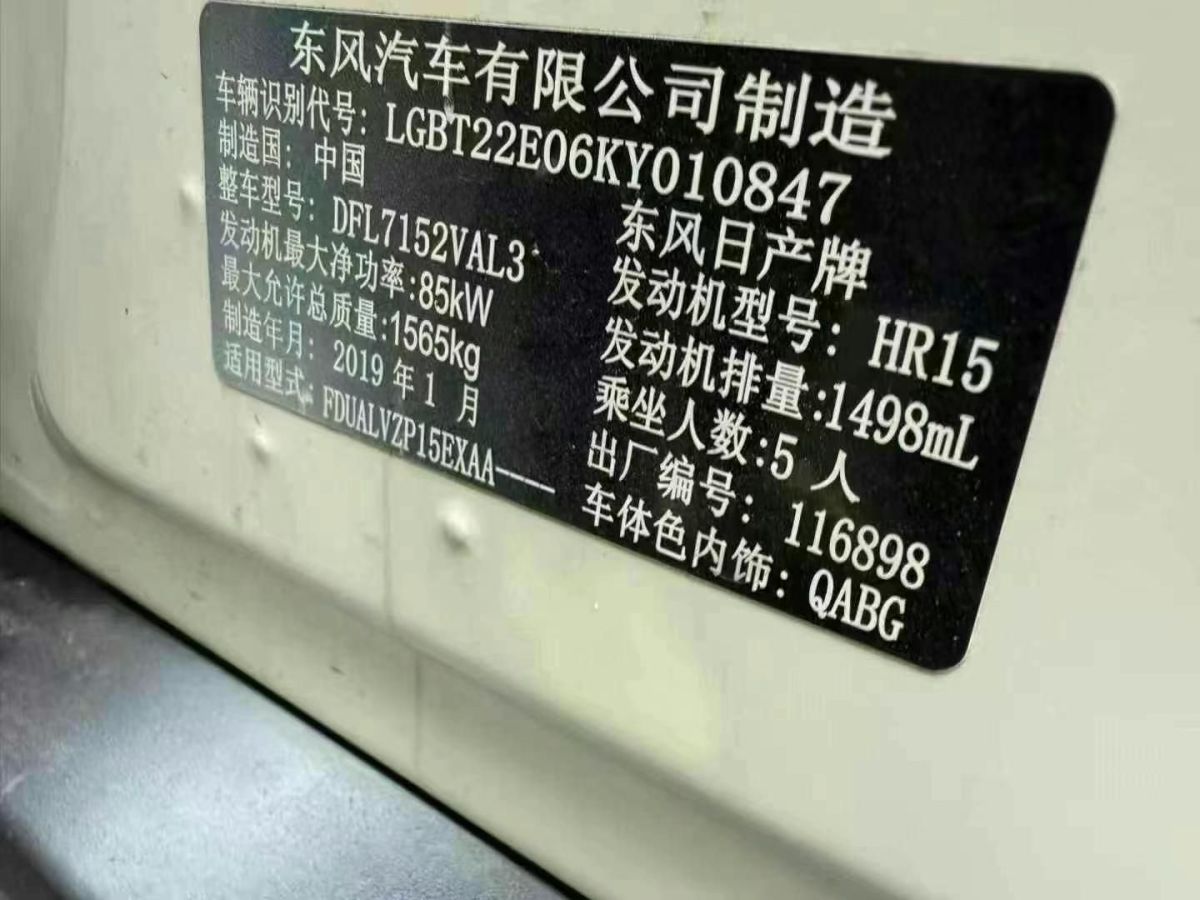 东风汽车有限公司制造
车辆识别代号: LGBT22E06KY010847
制造国: 中国 东风日产牌
整车型号: DFL7152VAL3 发动机型号: HR15
发动机最大净功率:85kW 发动机排量:1498mL
最大允许总质量:1565kg 乘坐人数:5 人
制造年月: 2019 年 1 月 出厂编号: 116898
适用型式: FDUALVZP15EXAA---- 车体色内饰: QABG